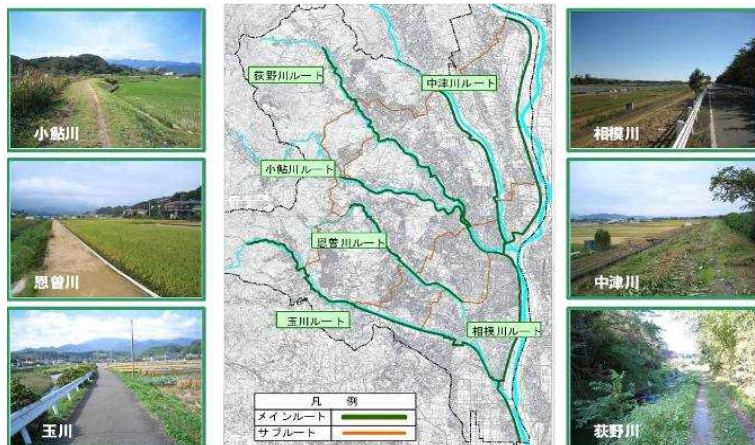 小鮎川
恩曽川
玉川
荻野川ルート
中津川ルート
小鮎川ルート
恩曽川ルート
玉川ルート
相模川ルート
凡 例
メインルート
サブルート
相模川
中津川
荻野川